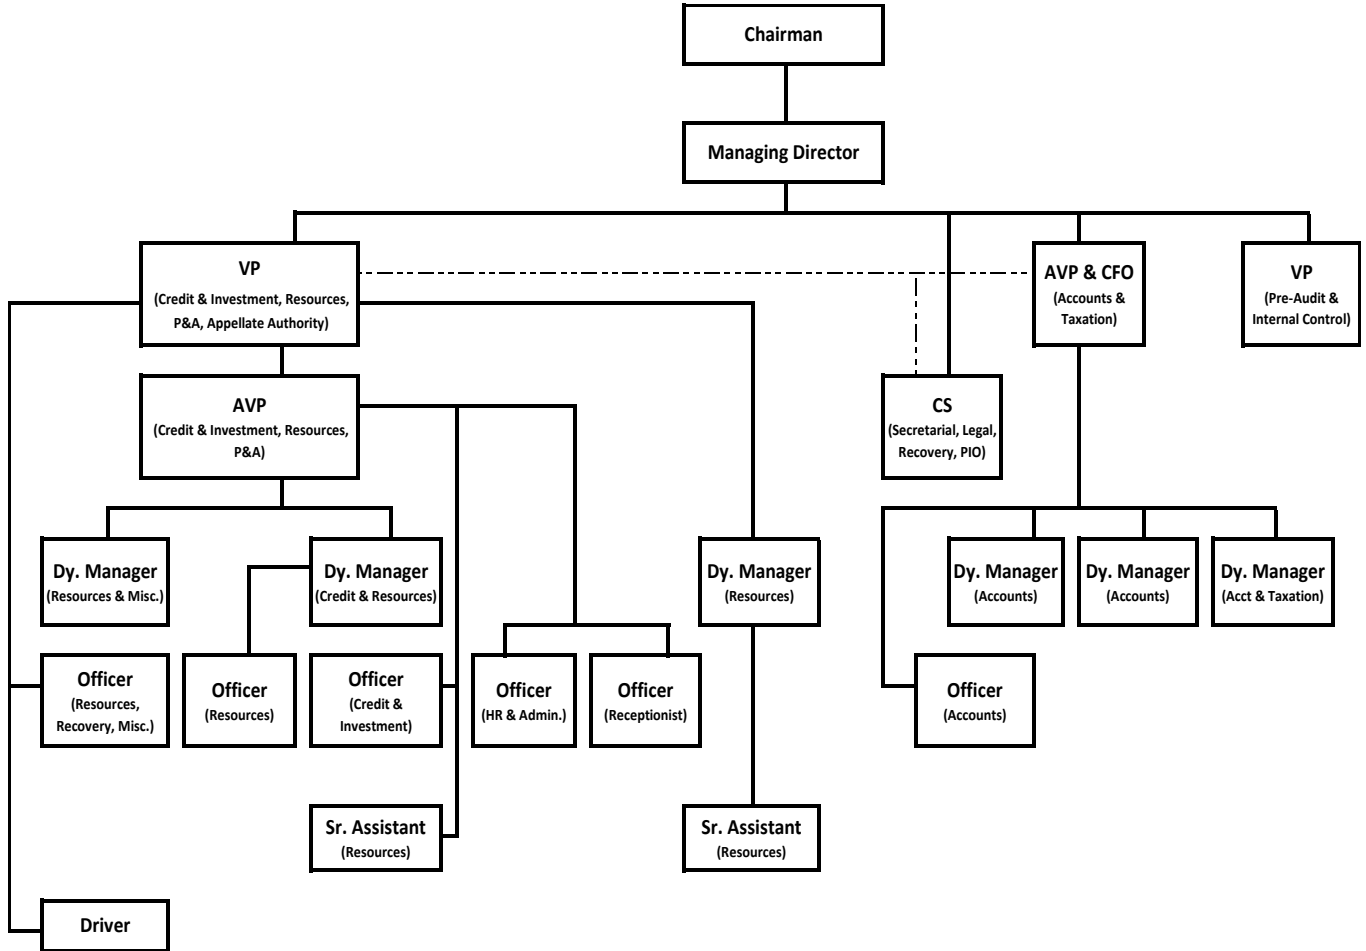 Chairman
Managing Director
VP
(Credit & Investment, Resources,
P&A, Appellate Authority)
AVP & CFO
(Accounts &
Taxation)
VP
(Pre-Audit &
Internal Control)
AVP
(Credit & Investment, Resources,
P&A)
CS
(Secretarial, Legal,
Recovery, PIO)
Dy. Manager
(Resources & Misc.)
Dy. Manager
(Credit & Resources)
Dy. Manager
(Resources)
Dy. Manager
(Accounts)
Dy. Manager
(Accounts)
Dy. Manager
(Acct & Taxation)
Officer
(Resources,
Recovery, Misc.)
Officer
(Resources)
Officer
(Credit &
Investment)
Officer
(HR & Admin.)
Officer
(Receptionist)
Officer
(Accounts)
Sr. Assistant
(Resources)
Sr. Assistant
(Resources)
Driver